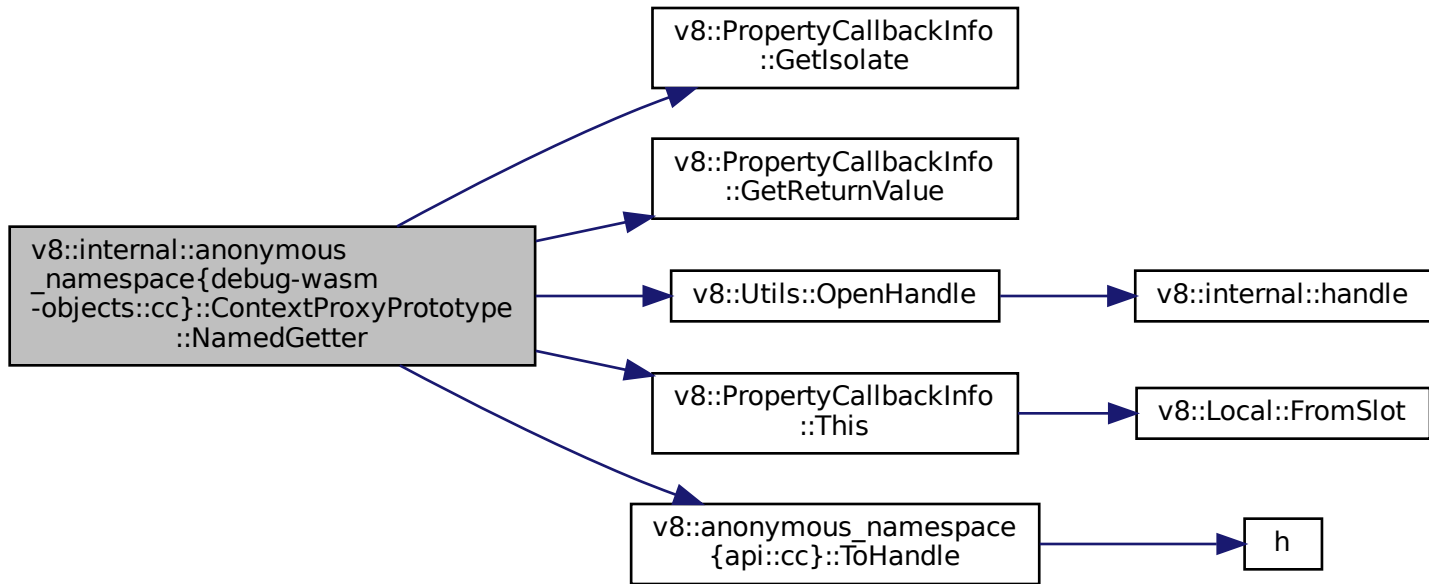 v8::PropertyCallbackInfo
::GetIsolate
v8::PropertyCallbackInfo
::GetReturnValue
v8::internal::anonymous
_namespace{debug-wasm
-objects::cc}::ContextProxyPrototype
::NamedGetter
v8::Utils::OpenHandle
v8::internal::handle
v8::PropertyCallbackInfo
::This
v8::Local::FromSlot
v8::anonymous_namespace
{api::cc}::ToHandle
h